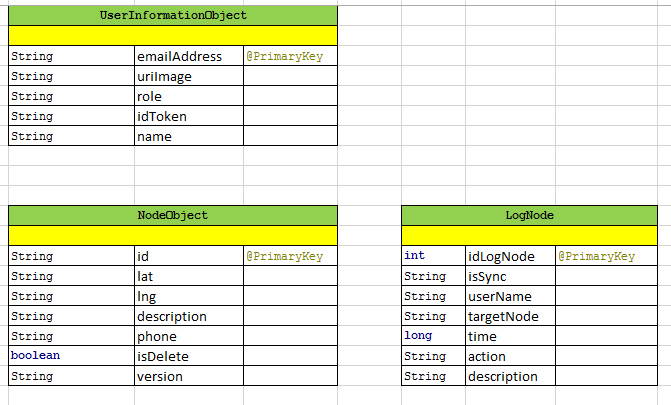 UserInformationObject
String emailAddress @PrimaryKey
String uriImage
String role
String idToken
String name
NodeObject
String id @PrimaryKey
String lat
String lng
String description
String phone
boolean isDelete
String version
LogNode
int idLogNode @PrimaryKey
String isSync
String userName
String targetNode
long time
String action
String description